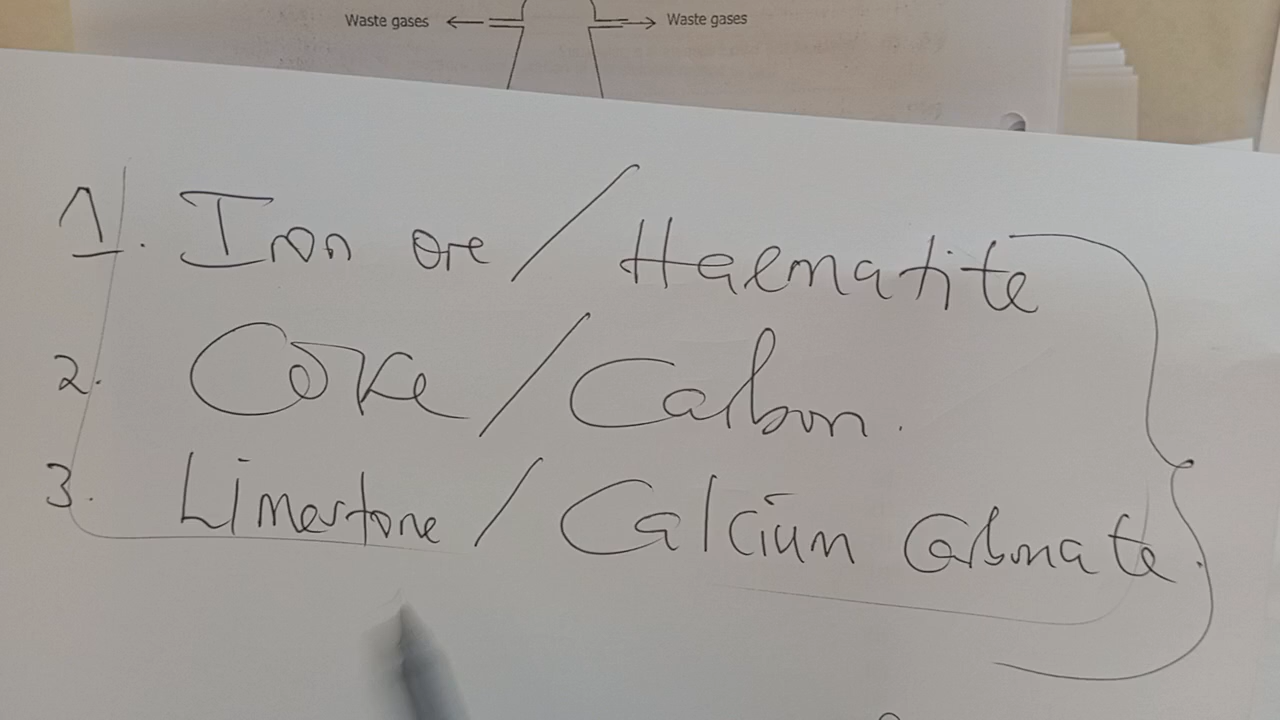 Waste gases Waste gases
1. Iron ore / Haematite
2. Coke / Carbon.
3. Limestone / Calcium Carbonate.